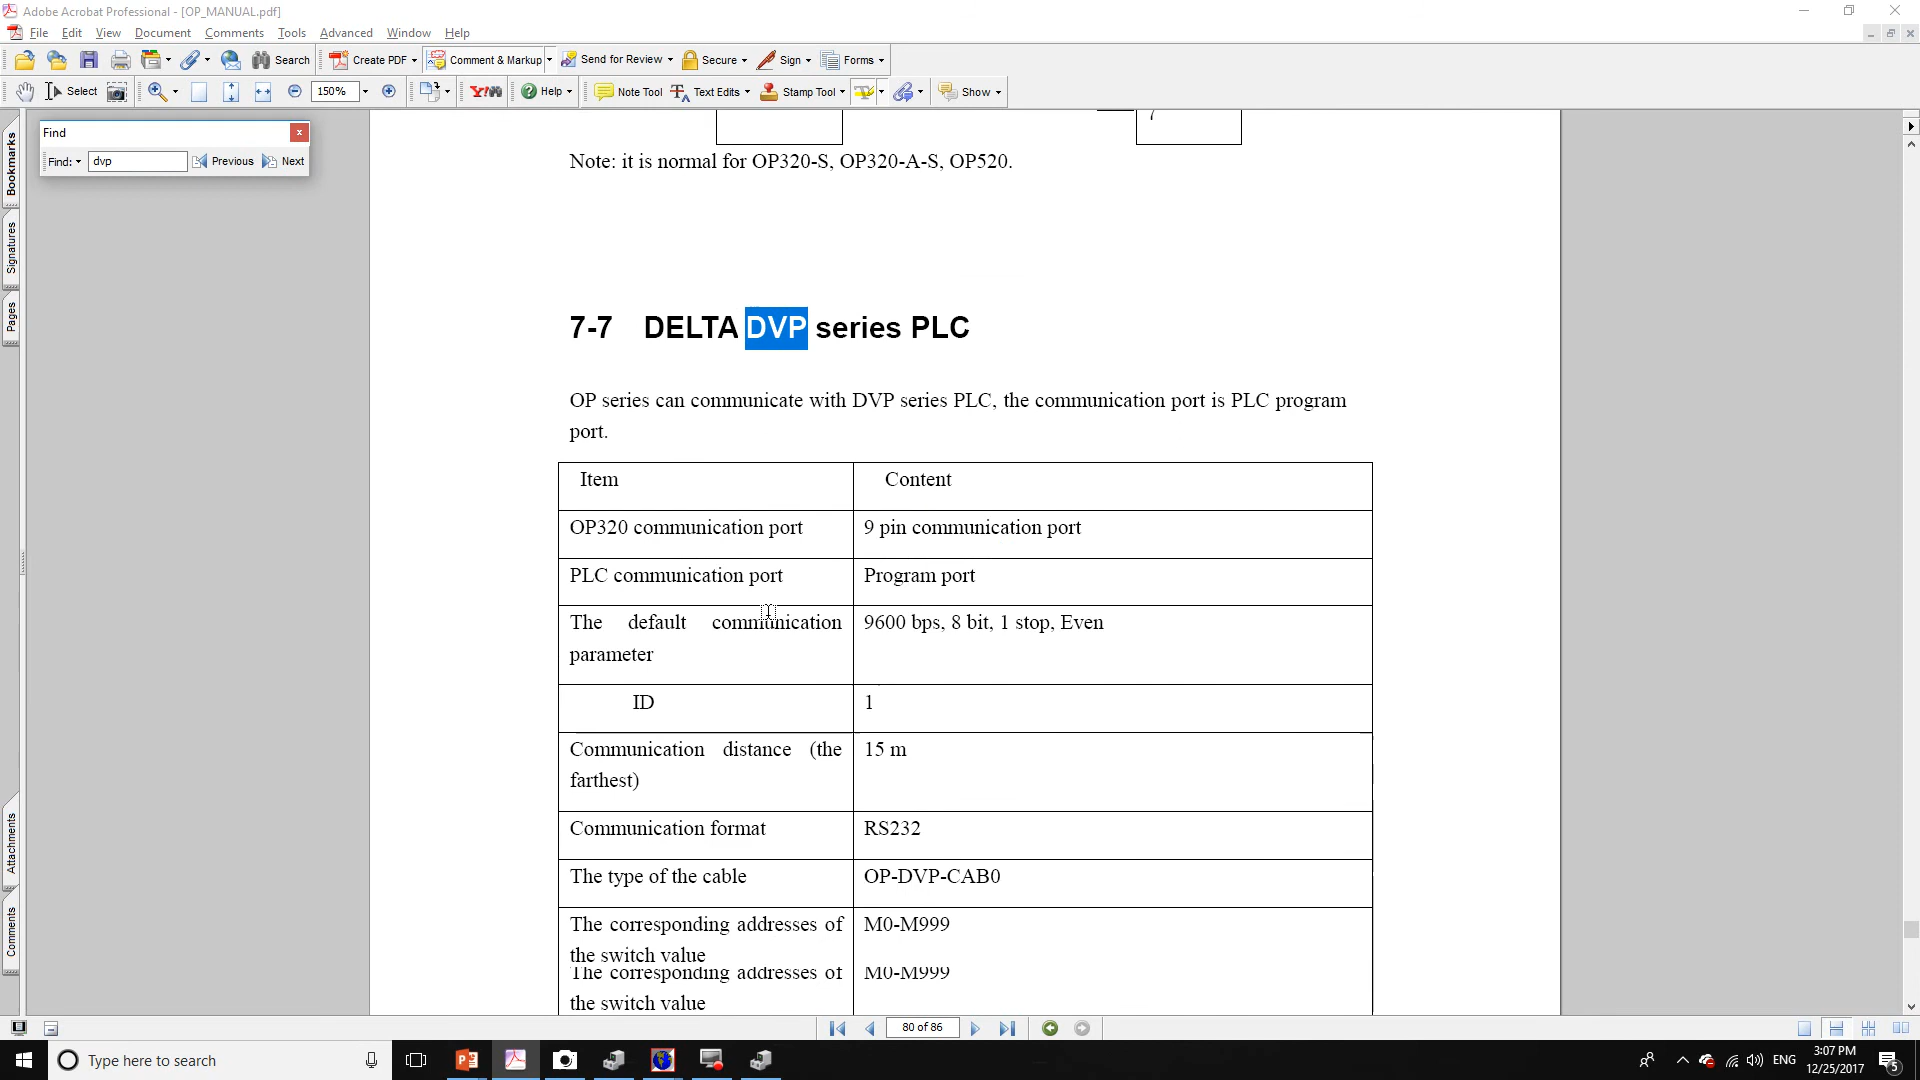 Adobe Acrobat Professional - [OP_MANUAL.pdf]
File Edit View Document Comments Tools Advanced Window Help
Search Create PDF Comment & Markup Send for Review Secure Sign Forms
Select 150% Y! Help Note Tool Text Edits Stamp Tool Show
Find
Find: dvp Previous Next
Bookmarks
Signatures
Pages
Attachments
Comments
7
Note: it is normal for OP320-S, OP320-A-S, OP520.
7-7 DELTA DVP series PLC
OP series can communicate with DVP series PLC, the communication port is PLC program
port.
Item Content
OP320 communication port 9 pin communication port
PLC communication port Program port
The default communication 9600 bps, 8 bit, 1 stop, Even
parameter
ID 1
Communication distance (the 15 m
farthest)
Communication format RS232
The type of the cable OP-DVP-CAB0
The corresponding addresses of M0-M999
the switch value
The corresponding addresses of M0-M999
the switch value
80 of 86
Type here to search
ENG
3:07 PM
12/25/2017
5